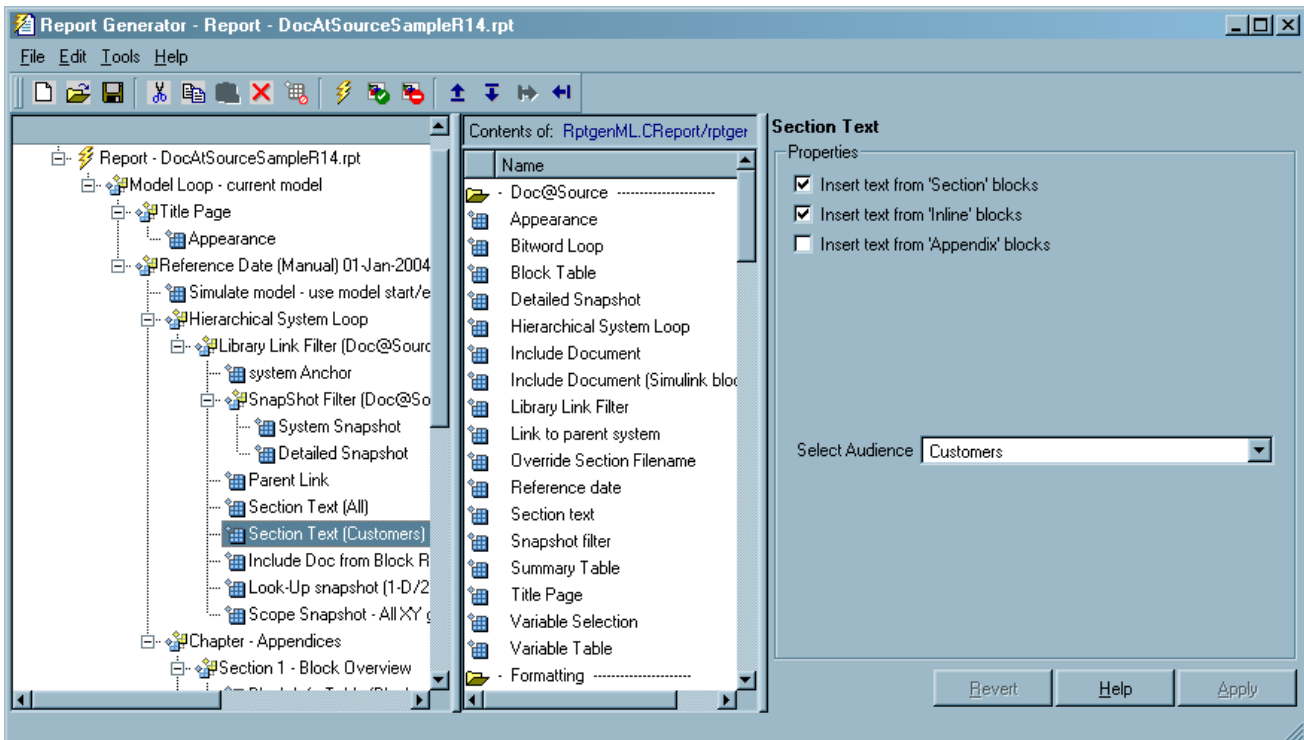 Report Generator - Report - DocAtSourceSampleR14.rpt
File Edit Tools Help
Report - DocAtSourceSampleR14.rpt
Model Loop - current model
Title Page
Appearance
Reference Date (Manual) 01-Jan-2004
Simulate model - use model start/e
Hierarchical System Loop
Library Link Filter (Doc@Sourc
system Anchor
SnapShot Filter (Doc@So
System Snapshot
Detailed Snapshot
Parent Link
Section Text (All)
Section Text (Customers)
Include Doc from Block R
Look-Up snapshot (1-D/2
Scope Snapshot - All XY g
Chapter - Appendices
Section 1 - Block Overview
Contents of: RptgenML.CReport/rptger
Name
- Doc@Source ----------------------
Appearance
Bitword Loop
Block Table
Detailed Snapshot
Hierarchical System Loop
Include Document
Include Document (Simulink bloc
Library Link Filter
Link to parent system
Override Section Filename
Reference date
Section text
Snapshot filter
Summary Table
Title Page
Variable Selection
Variable Table
- Formatting ----------------------
Section Text
Properties
Insert text from 'Section' blocks
Insert text from 'Inline' blocks
Insert text from 'Appendix' blocks
Select Audience Customers
Revert Help Apply